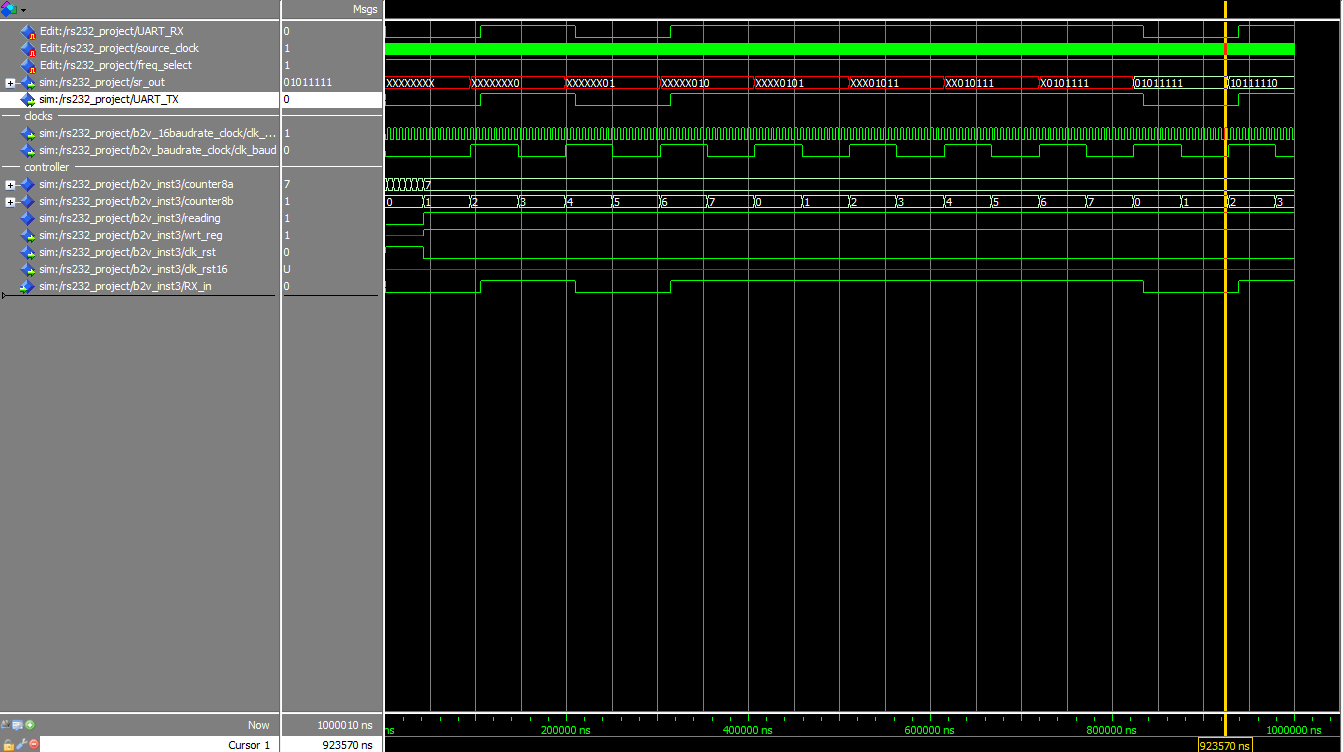 Msgs
Edit:/rs232_project/UART_RX 0
Edit:/rs232_project/source_clock 1
Edit:/rs232_project/freq_select 1
sim:/rs232_project/sr_out 01011111 XXXXXXXX XXXXXXX0 XXXXXX01 XXXXX010 XXXX0101 XXX01011 XX010111 X0101111 01011111 10111110
sim:/rs232_project/UART_TX 0
clocks
sim:/rs232_project/b2v_16baudrate_clock/clk_... 1
sim:/rs232_project/b2v_baudrate_clock/clk_baud 0
controller
sim:/rs232_project/b2v_inst3/counter8a 7 7
sim:/rs232_project/b2v_inst3/counter8b 1 0 1 2 3 4 5 6 7 0 1 2 3 4 5 6 7 0 1 2 3
sim:/rs232_project/b2v_inst3/reading 1
sim:/rs232_project/b2v_inst3/wrt_reg 1
sim:/rs232_project/b2v_inst3/clk_rst 0
sim:/rs232_project/b2v_inst3/clk_rst16 U
sim:/rs232_project/b2v_inst3/RX_in 0
Now 1000010 ns ns 200000 ns 400000 ns 600000 ns 800000 ns 1000000 ns
Cursor 1 923570 ns 923570 ns